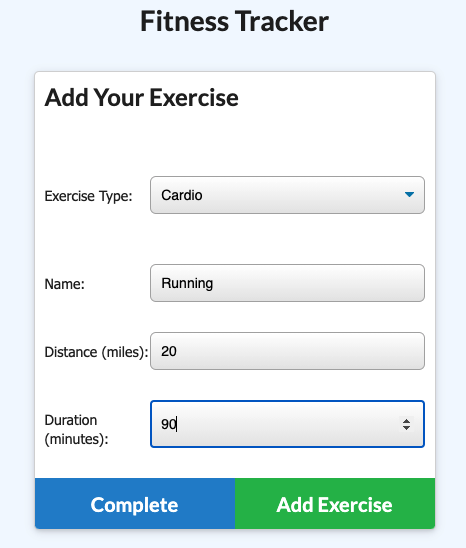 Fitness Tracker
Add Your Exercise
Exercise Type: Cardio
Name: Running
Distance (miles): 20
Duration
(minutes): 90
Complete Add Exercise